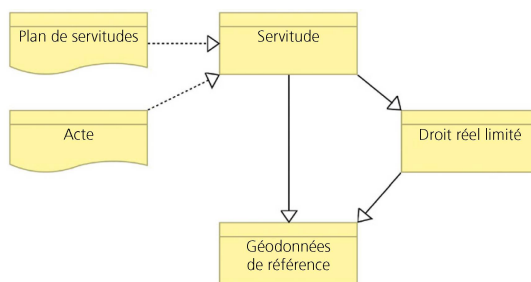 Plan de servitudes
Servitude
Acte
Droit réel limité
Géodonnées
de référence